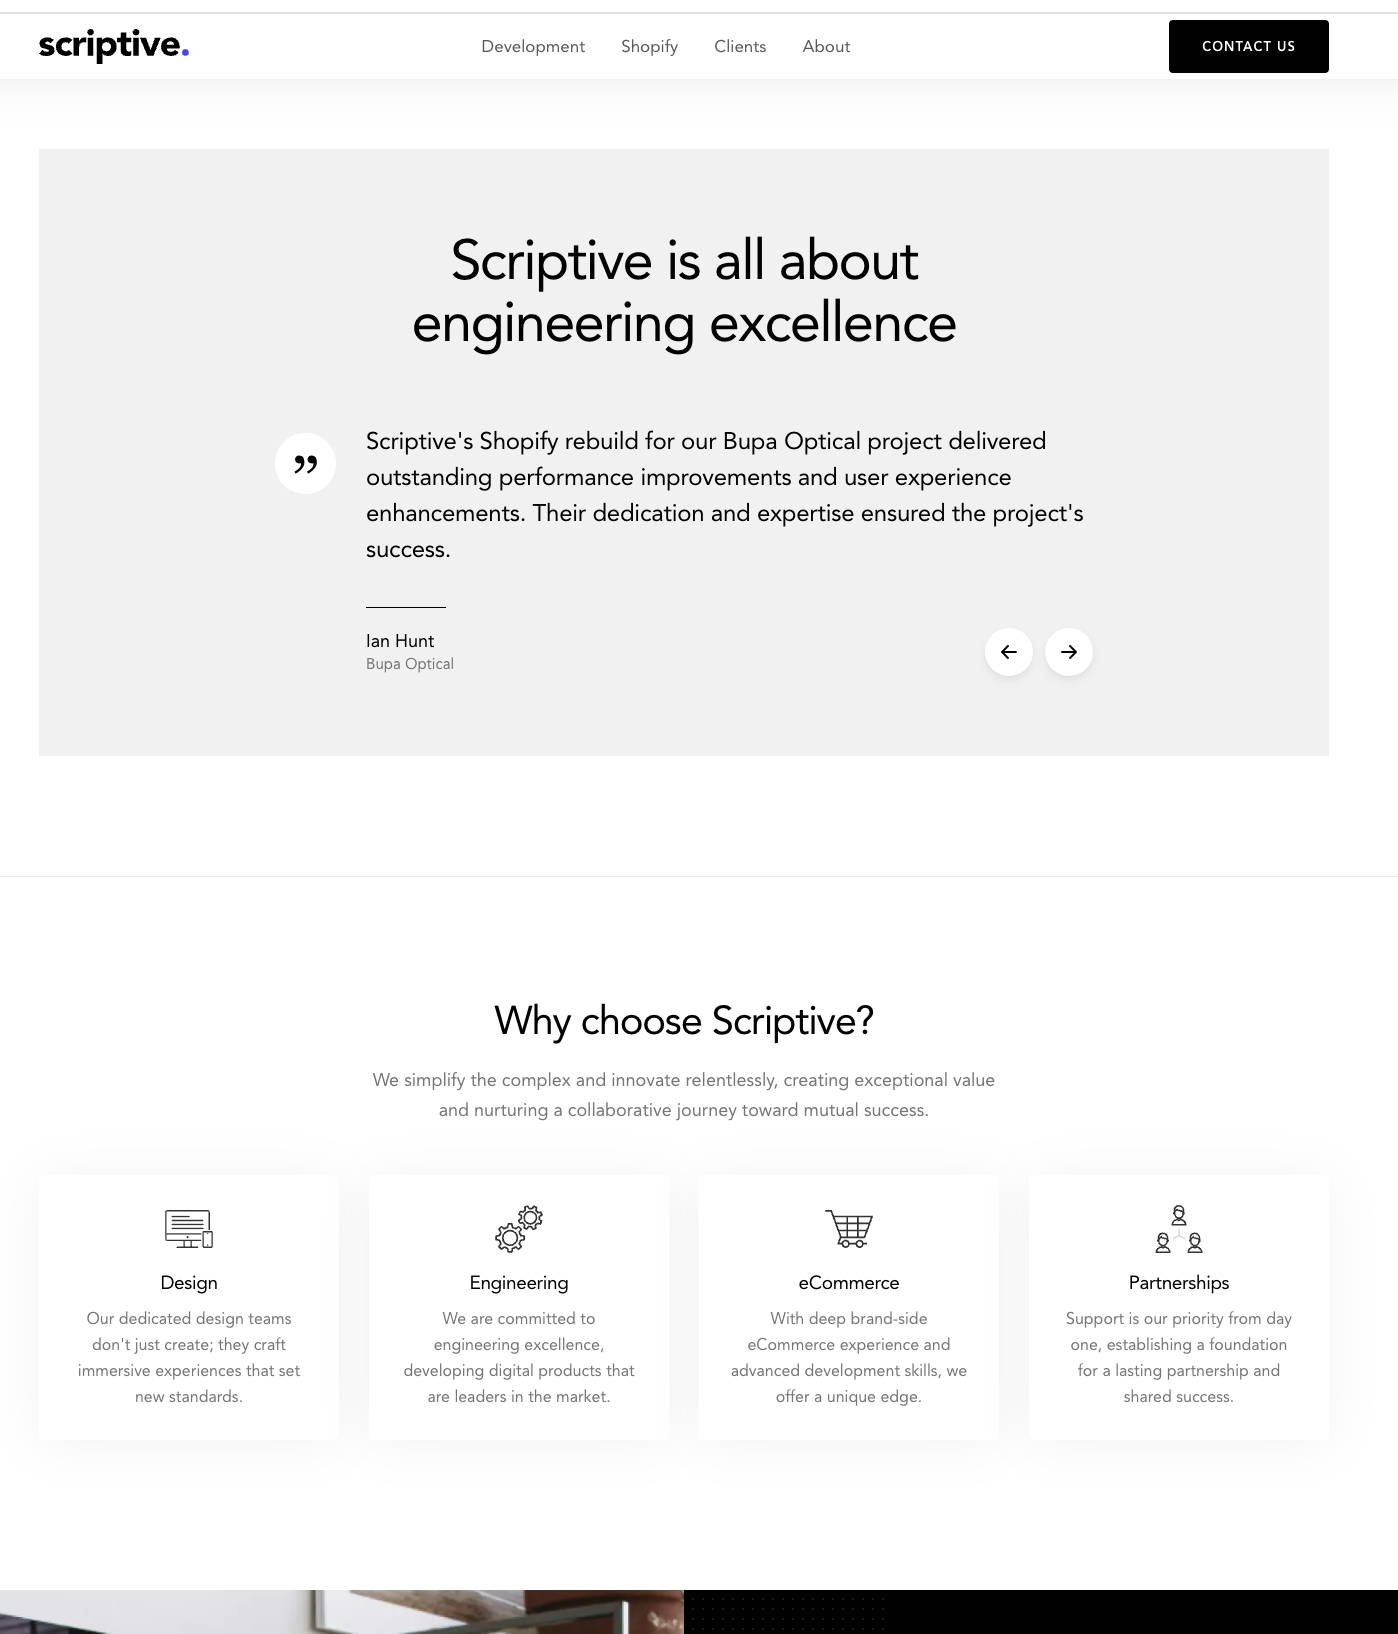 scriptive.
Development Shopify Clients About
CONTACT US
Scriptive is all about
engineering excellence
Scriptive's Shopify rebuild for our Bupa Optical project delivered
outstanding performance improvements and user experience
enhancements. Their dedication and expertise ensured the project's
success.
Ian Hunt
Bupa Optical
Why choose Scriptive?
We simplify the complex and innovate relentlessly, creating exceptional value
and nurturing a collaborative journey toward mutual success.
Design
Our dedicated design teams
don't just create; they craft
immersive experiences that set
new standards.
Engineering
We are committed to
engineering excellence,
developing digital products that
are leaders in the market.
eCommerce
With deep brand-side
eCommerce experience and
advanced development skills, we
offer a unique edge.
Partnerships
Support is our priority from day
one, establishing a foundation
for a lasting partnership and
shared success.